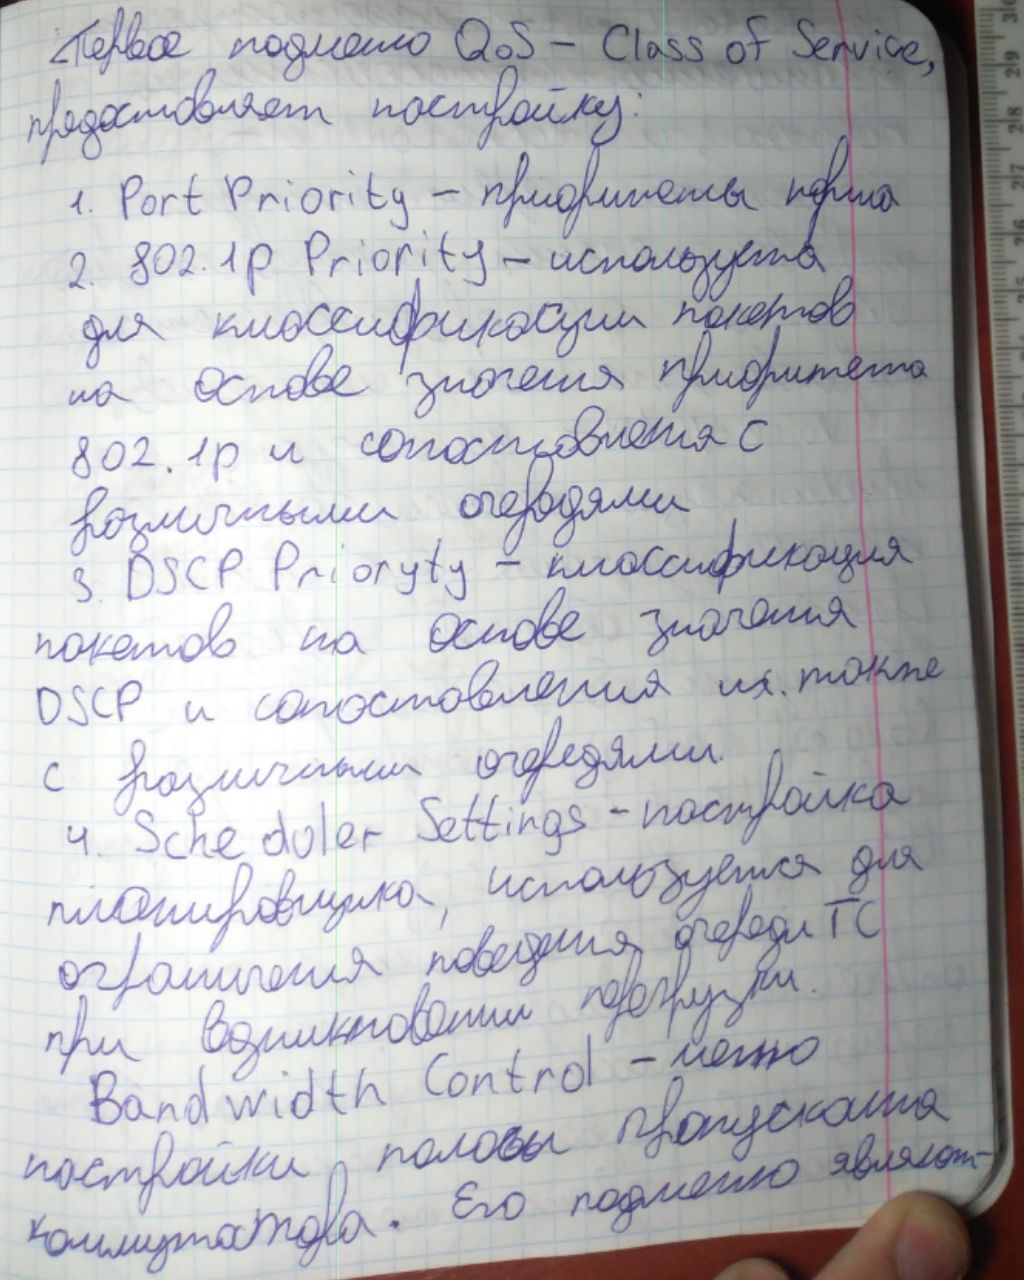 Первое подменю QoS – Class of Service,
предоставляет настройку:
1. Port Priority – приоритеты порта
2. 802.1p Priority – используется
для классификации пакетов
на основе значения приоритета
802.1p и сопоставления с
различными очередями
3. DSCP Prioryty – классификация
пакетов на основе значения
DSCP и сопоставления их также
с различными очередями.
4. Scheduler Settings – настройка
планировщика, используется для
ограничения поведения очереди TC
при возникновении перегрузки.
Bandwidth Control – меню
настройки полосы пропускания
коммутатора. Его подменю являют-